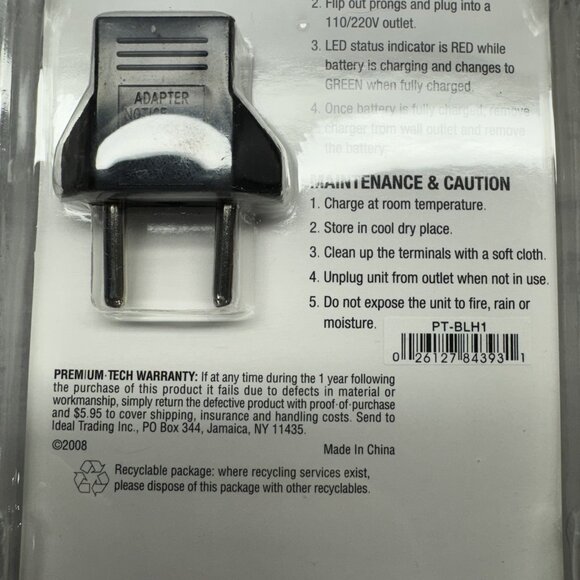 2. Flip out prongs and plug into a
110/220V outlet.
3. LED status indicator is RED while
battery is charging and changes to
GREEN when fully charged.
4. Once battery is fully charged, remove
charger from wall outlet and remove
the battery.
ADAPTER
NOTICE
MAINTENANCE & CAUTION
1. Charge at room temperature.
2. Store in cool dry place.
3. Clean up the terminals with a soft cloth.
4. Unplug unit from outlet when not in use.
5. Do not expose the unit to fire, rain or
moisture.
PT-BLH1
0 26127 84393 1
PREMIUM·TECH WARRANTY: If at any time during the 1 year following
the purchase of this product it fails due to defects in material or
workmanship, simply return the defective product with proof-of-purchase
and $5.95 to cover shipping, insurance and handling costs. Send to
Ideal Trading Inc., PO Box 344, Jamaica, NY 11435.
©2008
Made In China
Recyclable package: where recycling services exist,
please dispose of this package with other recyclables.